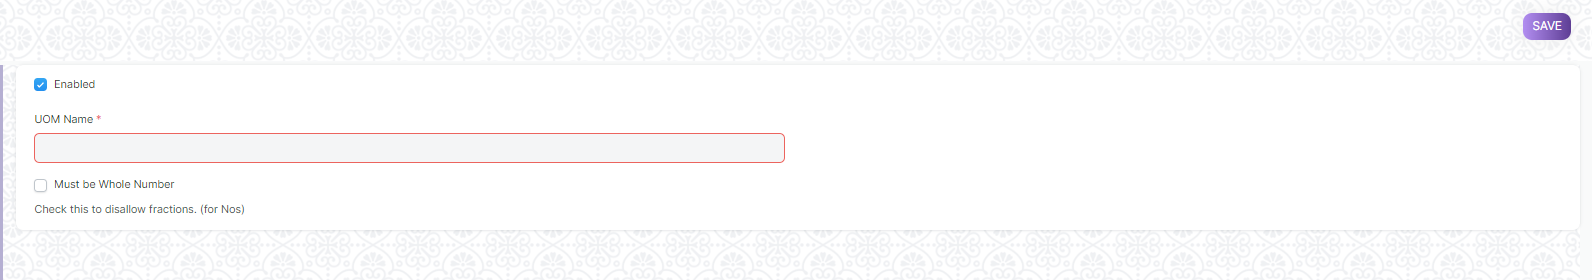 SAVE
Enabled
UOM Name *
Must be Whole Number
Check this to disallow fractions. (for Nos)